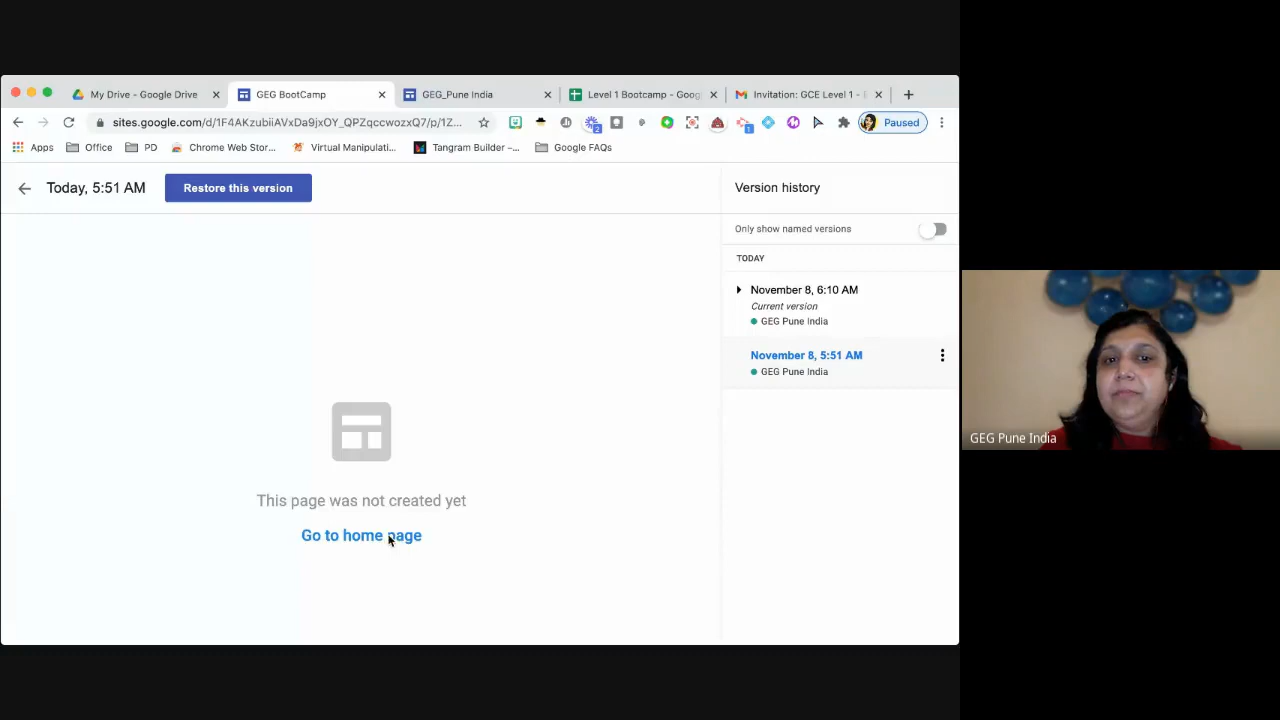 My Drive - Google Drive
GEG BootCamp
GEG_Pune India
Level 1 Bootcamp - Goog
Invitation: GCE Level 1 - E
sites.google.com/d/1F4AKzubiiAVxDa9jxOY_QPZqccwozxQ7/p/1Z...
Paused
Apps
Office
PD
Chrome Web Stor...
Virtual Manipulati...
Tangram Builder –...
Google FAQs
Today, 5:51 AM
Restore this version
Version history
Only show named versions
TODAY
November 8, 6:10 AM
Current version
GEG Pune India
November 8, 5:51 AM
GEG Pune India
This page was not created yet
Go to home page
GEG Pune India